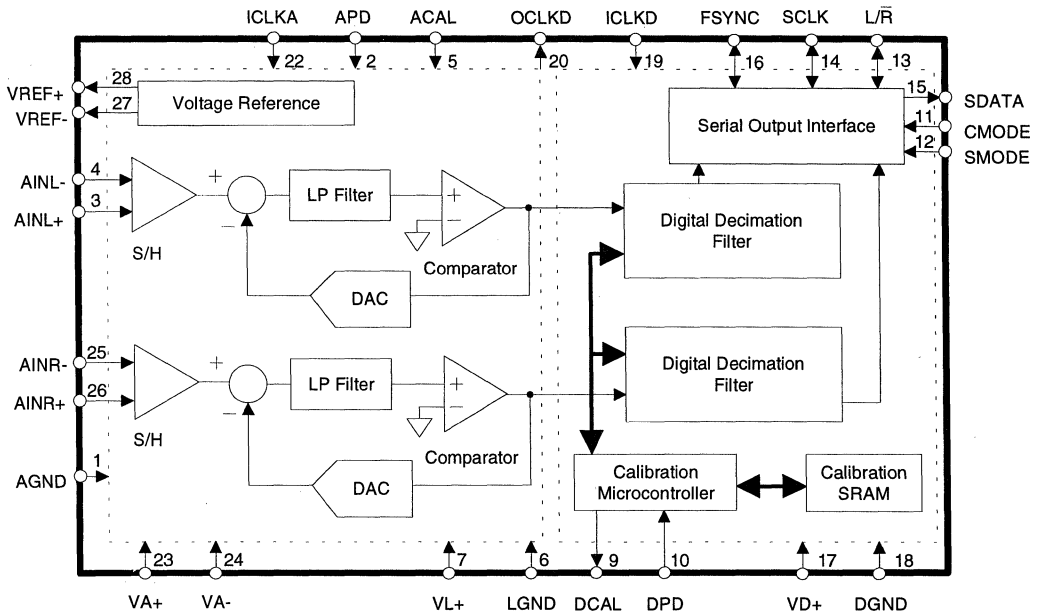 ICLKA APD ACAL OCLKD ICLKD FSYNC SCLK L/R̅
22 2 5 20 19 16 14 13
VREF+ 28
VREF- 27
Voltage Reference
Serial Output Interface
15 SDATA
11 CMODE
12 SMODE
AINL- 4
AINL+ 3
S/H
+
−
LP Filter
+
−
Comparator
DAC
Digital Decimation
Filter
AINR- 25
AINR+ 26
S/H
+
−
LP Filter
+
−
Comparator
DAC
Digital Decimation
Filter
AGND 1
Calibration
Microcontroller
Calibration
SRAM
23 24 7 6 9 10 17 18
VA+ VA- VL+ LGND DCAL DPD VD+ DGND